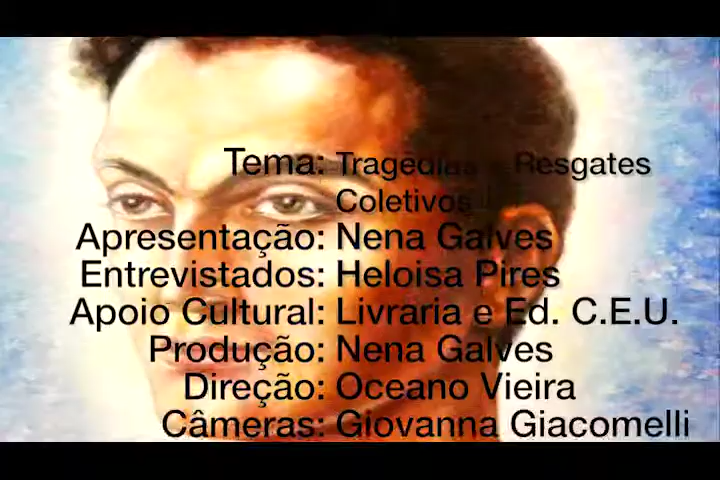 Tema: Tragédias e Resgates
Coletivos I
Apresentação: Nena Galves
Entrevistados: Heloisa Pires
Apoio Cultural: Livraria e Ed. C.E.U.
Produção: Nena Galves
Direção: Oceano Vieira
Câmeras: Giovanna Giacomelli